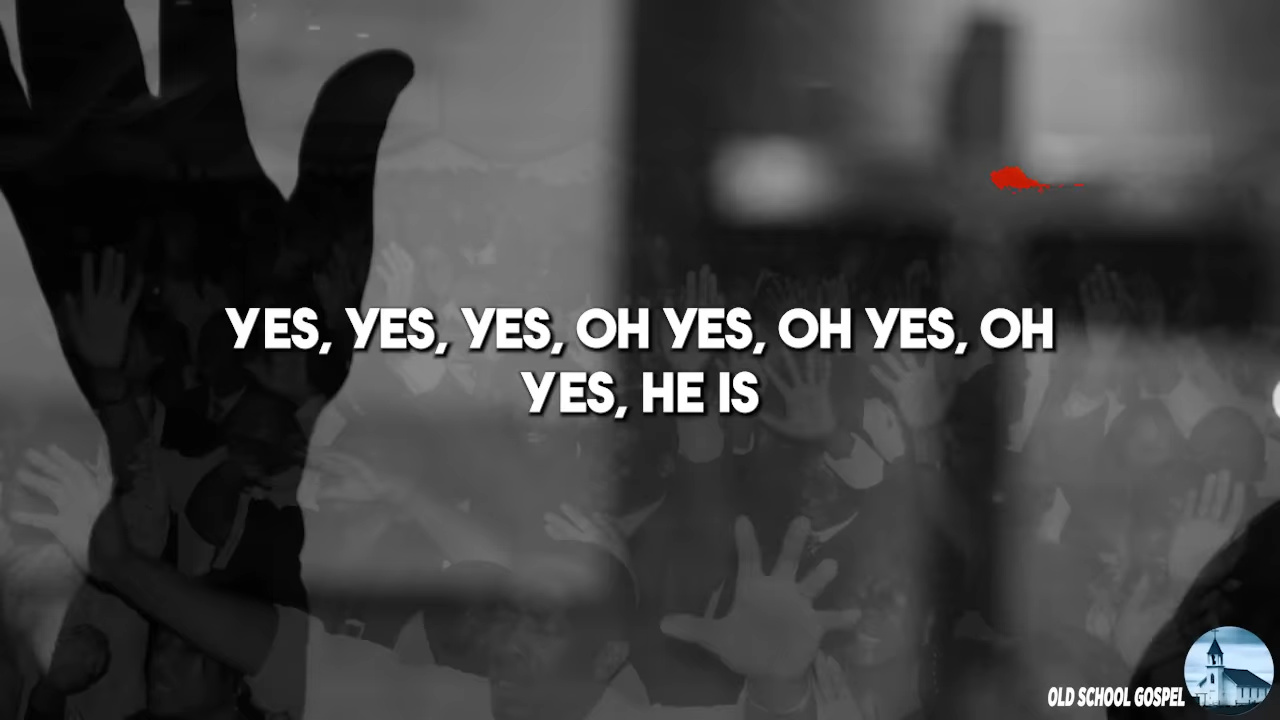 YES, YES, YES, OH YES, OH YES, OH
YES, HE IS
OLD SCHOOL GOSPEL